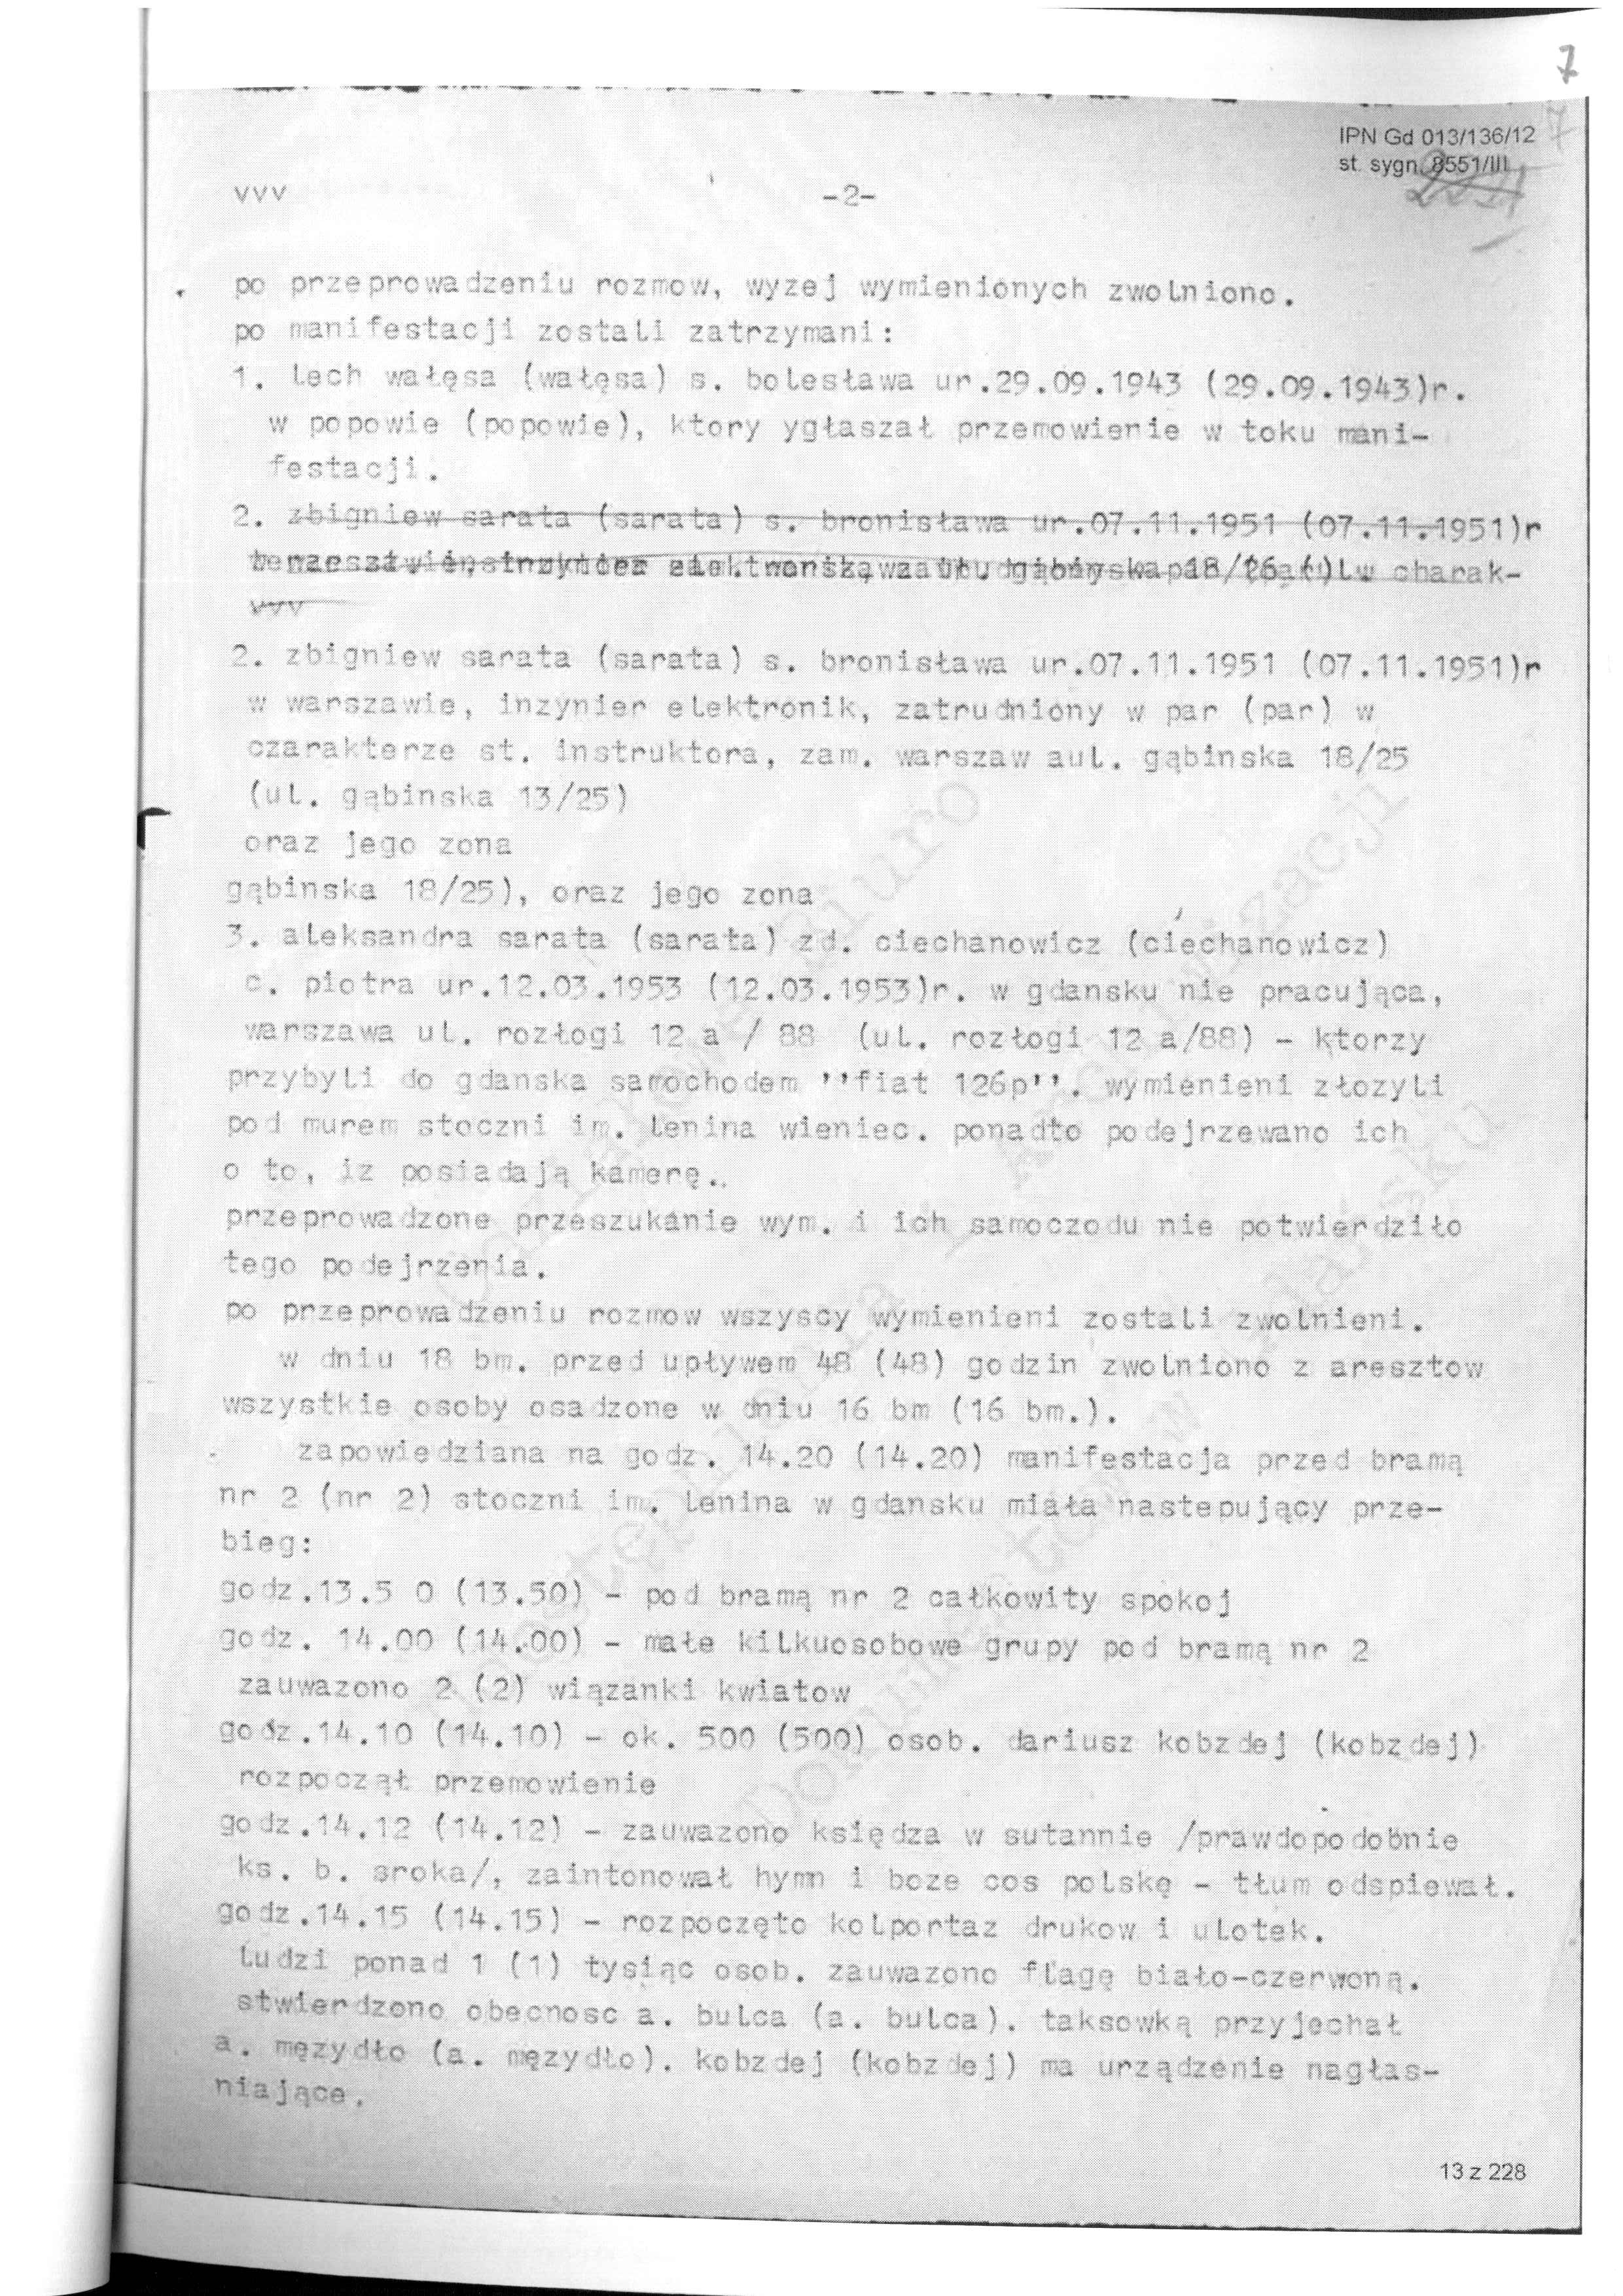 7
IPN Gd 013/136/12 7
st. sygn. 8551/III
vvv -2-
po przeprowadzeniu rozmow, wyzej wymienionych zwolniono.
po manifestacji zostali zatrzymani:
1. lech wałęsa (wałęsa) s. bolesława ur.29.09.1943 (29.09.1943)r.
w popowie (popowie), ktory ygłaszał przemowienie w toku mani-
festacji.
2. zbigniew sarata (sarata) s. bronisława ur.07.11.1951 (07.11.1951)r
charak-
vvv
2. zbigniew sarata (sarata) s. bronisława ur.07.11.1951 (07.11.1951)r
w warszawie, inzynier elektronik, zatrudniony w par (par) w
czarakterze st. instruktora, zam. warszaw aul. gąbinska 18/25
(ul. gąbinska 13/25)
oraz jego zona
gąbinska 18/25), oraz jego zona
3. aleksandra sarata (sarata) zd. ciechanowicz (ciechanowicz)
c. piotra ur.12.03.1953 (12.03.1953)r. w gdansku nie pracująca,
warszawa ul. rozłogi 12 a / 88 (ul. rozłogi 12 a/88) - ktorzy
przybyli do gdanska samochodem ''fiat 126p''. wymienieni złozyli
pod murem stoczni im. lenina wieniec. ponadto podejrzewano ich
o to, iz posiadają kamerę..
przeprowadzone przeszukanie wym. i ich samoczodu nie potwierdziło
tego podejrzenia.
po przeprowadzeniu rozmow wszyscy wymienieni zostali zwolnieni.
w dniu 18 bm. przed upływem 48 (48) godzin zwolniono z aresztow
wszystkie osoby osadzone w dniu 16 bm (16 bm.).
zapowiedziana na godz. 14.20 (14.20) manifestacja przed bramą
nr 2 (nr 2) stoczni im. lenina w gdansku miała nastepujący prze-
bieg:
godz.13.5 0 (13.50) - pod bramą nr 2 całkowity spokoj
godz. 14.00 (14.00) - małe kilkuosobowe grupy pod bramą nr 2
zauwazono 2 (2) wiązanki kwiatow
godz.14.10 (14.10) - ok. 500 (500) osob. dariusz kobzdej (kobzdej)
rozpoczął przemowienie
godz.14.12 (14.12) - zauwazono księdza w sutannie /prawdopodobnie
ks. b. sroka/, zaintonował hymn i boze cos polskę - tłum odspiewał.
godz.14.15 (14.15) - rozpoczęto kolportaz drukow i ulotek.
ludzi ponad 1 (1) tysiąc osob. zauwazono flagę biało-czerwoną.
stwierdzono obecnosc a. bulca (a. bulca). taksowką przyjechał
a. męzydło (a. męzydło). kobzdej (kobzdej) ma urządzenie nagłas-
niające.
13 z 228